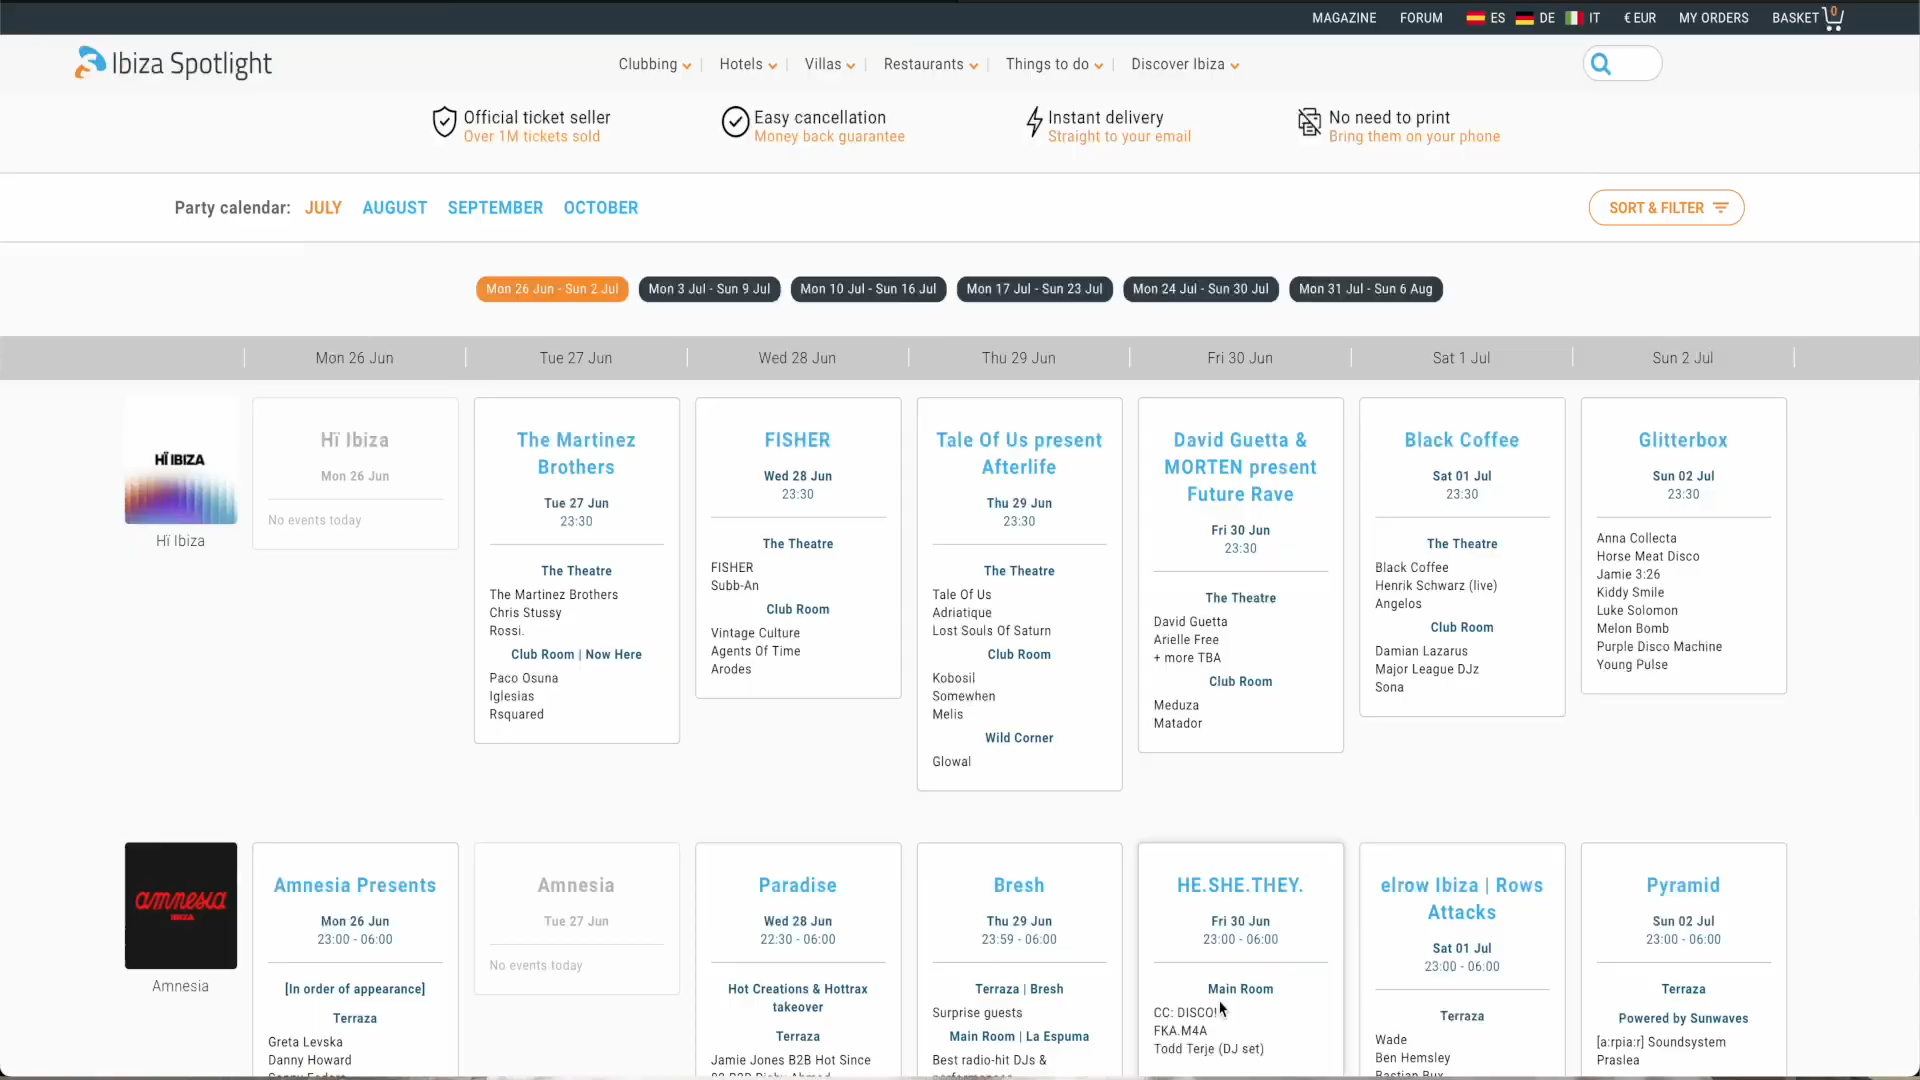 MAGAZINE FORUM ES DE IT € EUR MY ORDERS BASKET 0
Ibiza Spotlight Clubbing Hotels Villas Restaurants Things to do Discover Ibiza
Official ticket seller
Over 1M tickets sold
Easy cancellation
Money back guarantee
Instant delivery
Straight to your email
No need to print
Bring them on your phone
Party calendar: JULY AUGUST SEPTEMBER OCTOBER SORT & FILTER
Mon 26 Jun - Sun 2 Jul Mon 3 Jul - Sun 9 Jul Mon 10 Jul - Sun 16 Jul Mon 17 Jul - Sun 23 Jul Mon 24 Jul - Sun 30 Jul Mon 31 Jul - Sun 6 Aug
Mon 26 Jun Tue 27 Jun Wed 28 Jun Thu 29 Jun Fri 30 Jun Sat 1 Jul Sun 2 Jul
HÏ IBIZA
Hï Ibiza
Hï Ibiza
Mon 26 Jun
No events today
The Martinez
Brothers
Tue 27 Jun
23:30
The Theatre
The Martinez Brothers
Chris Stussy
Rossi.
Club Room | Now Here
Paco Osuna
Iglesias
Rsquared
FISHER
Wed 28 Jun
23:30
The Theatre
FISHER
Subb-An
Club Room
Vintage Culture
Agents Of Time
Arodes
Tale Of Us present
Afterlife
Thu 29 Jun
23:30
The Theatre
Tale Of Us
Adriatique
Lost Souls Of Saturn
Club Room
Kobosil
Somewhen
Melis
Wild Corner
Glowal
David Guetta &
MORTEN present
Future Rave
Fri 30 Jun
23:30
The Theatre
David Guetta
Arielle Free
+ more TBA
Club Room
Meduza
Matador
Black Coffee
Sat 01 Jul
23:30
The Theatre
Black Coffee
Henrik Schwarz (live)
Angelos
Club Room
Damian Lazarus
Major League DJz
Sona
Glitterbox
Sun 02 Jul
23:30
Anna Collecta
Horse Meat Disco
Jamie 3:26
Kiddy Smile
Luke Solomon
Melon Bomb
Purple Disco Machine
Young Pulse
amnesia
IBIZA
Amnesia
Amnesia Presents
Mon 26 Jun
23:00 - 06:00
[In order of appearance]
Terraza
Greta Levska
Danny Howard
Amnesia
Tue 27 Jun
No events today
Paradise
Wed 28 Jun
22:30 - 06:00
Hot Creations & Hottrax
takeover
Terraza
Jamie Jones B2B Hot Since
Bresh
Thu 29 Jun
23:59 - 06:00
Terraza | Bresh
Surprise guests
Main Room | La Espuma
Best radio-hit DJs &
HE.SHE.THEY.
Fri 30 Jun
23:00 - 06:00
Main Room
CC: DISCO!
FKA.M4A
Todd Terje (DJ set)
elrow Ibiza | Rows
Attacks
Sat 01 Jul
23:00 - 06:00
Terraza
Wade
Ben Hemsley
Bastian Bux
Pyramid
Sun 02 Jul
23:00 - 06:00
Terraza
Powered by Sunwaves
[a:rpia:r] Soundsystem
Praslea